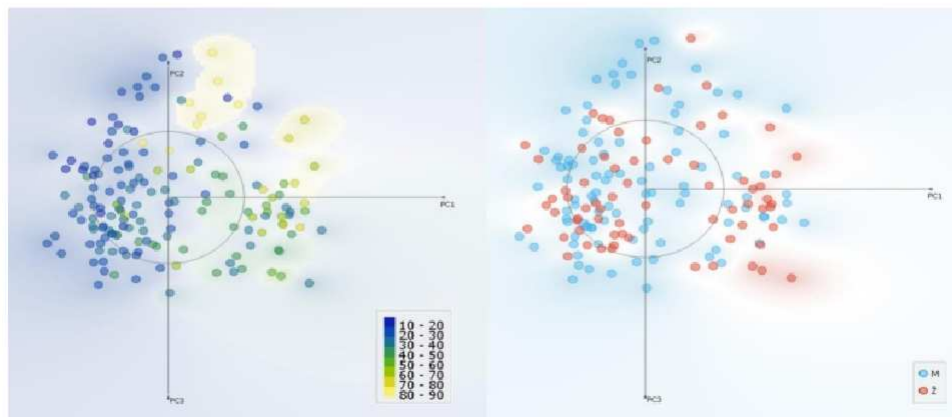 PC2
PC1
PC3
10 - 20
20 - 30
30 - 40
40 - 50
50 - 60
60 - 70
70 - 80
80 - 90
PC2
PC1
PC3
M
Ž